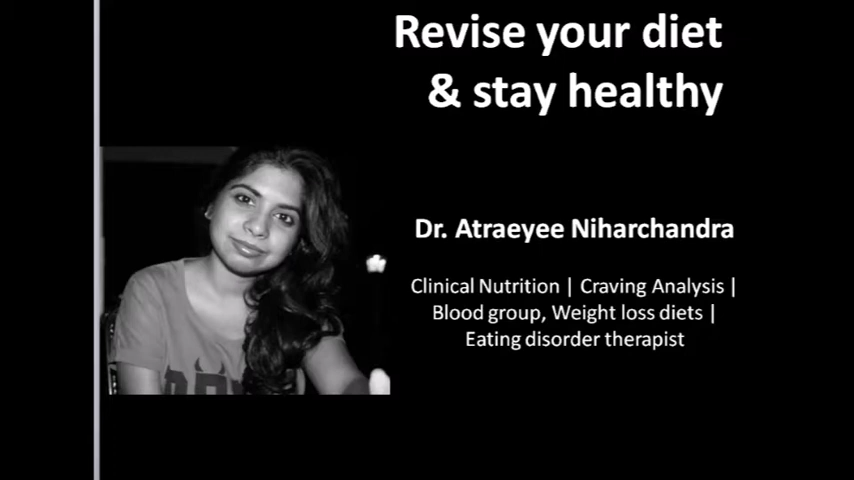 Revise your diet
& stay healthy
Dr. Atraeyee Niharchandra
Clinical Nutrition | Craving Analysis |
Blood group, Weight loss diets |
Eating disorder therapist